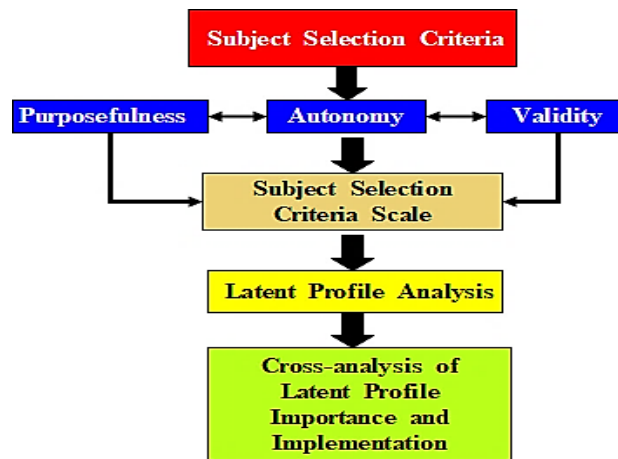 Subject Selection Criteria
Purposefulness
Autonomy
Validity
Subject Selection
Criteria Scale
Latent Profile Analysis
Cross-analysis of
Latent Profile
Importance and
Implementation